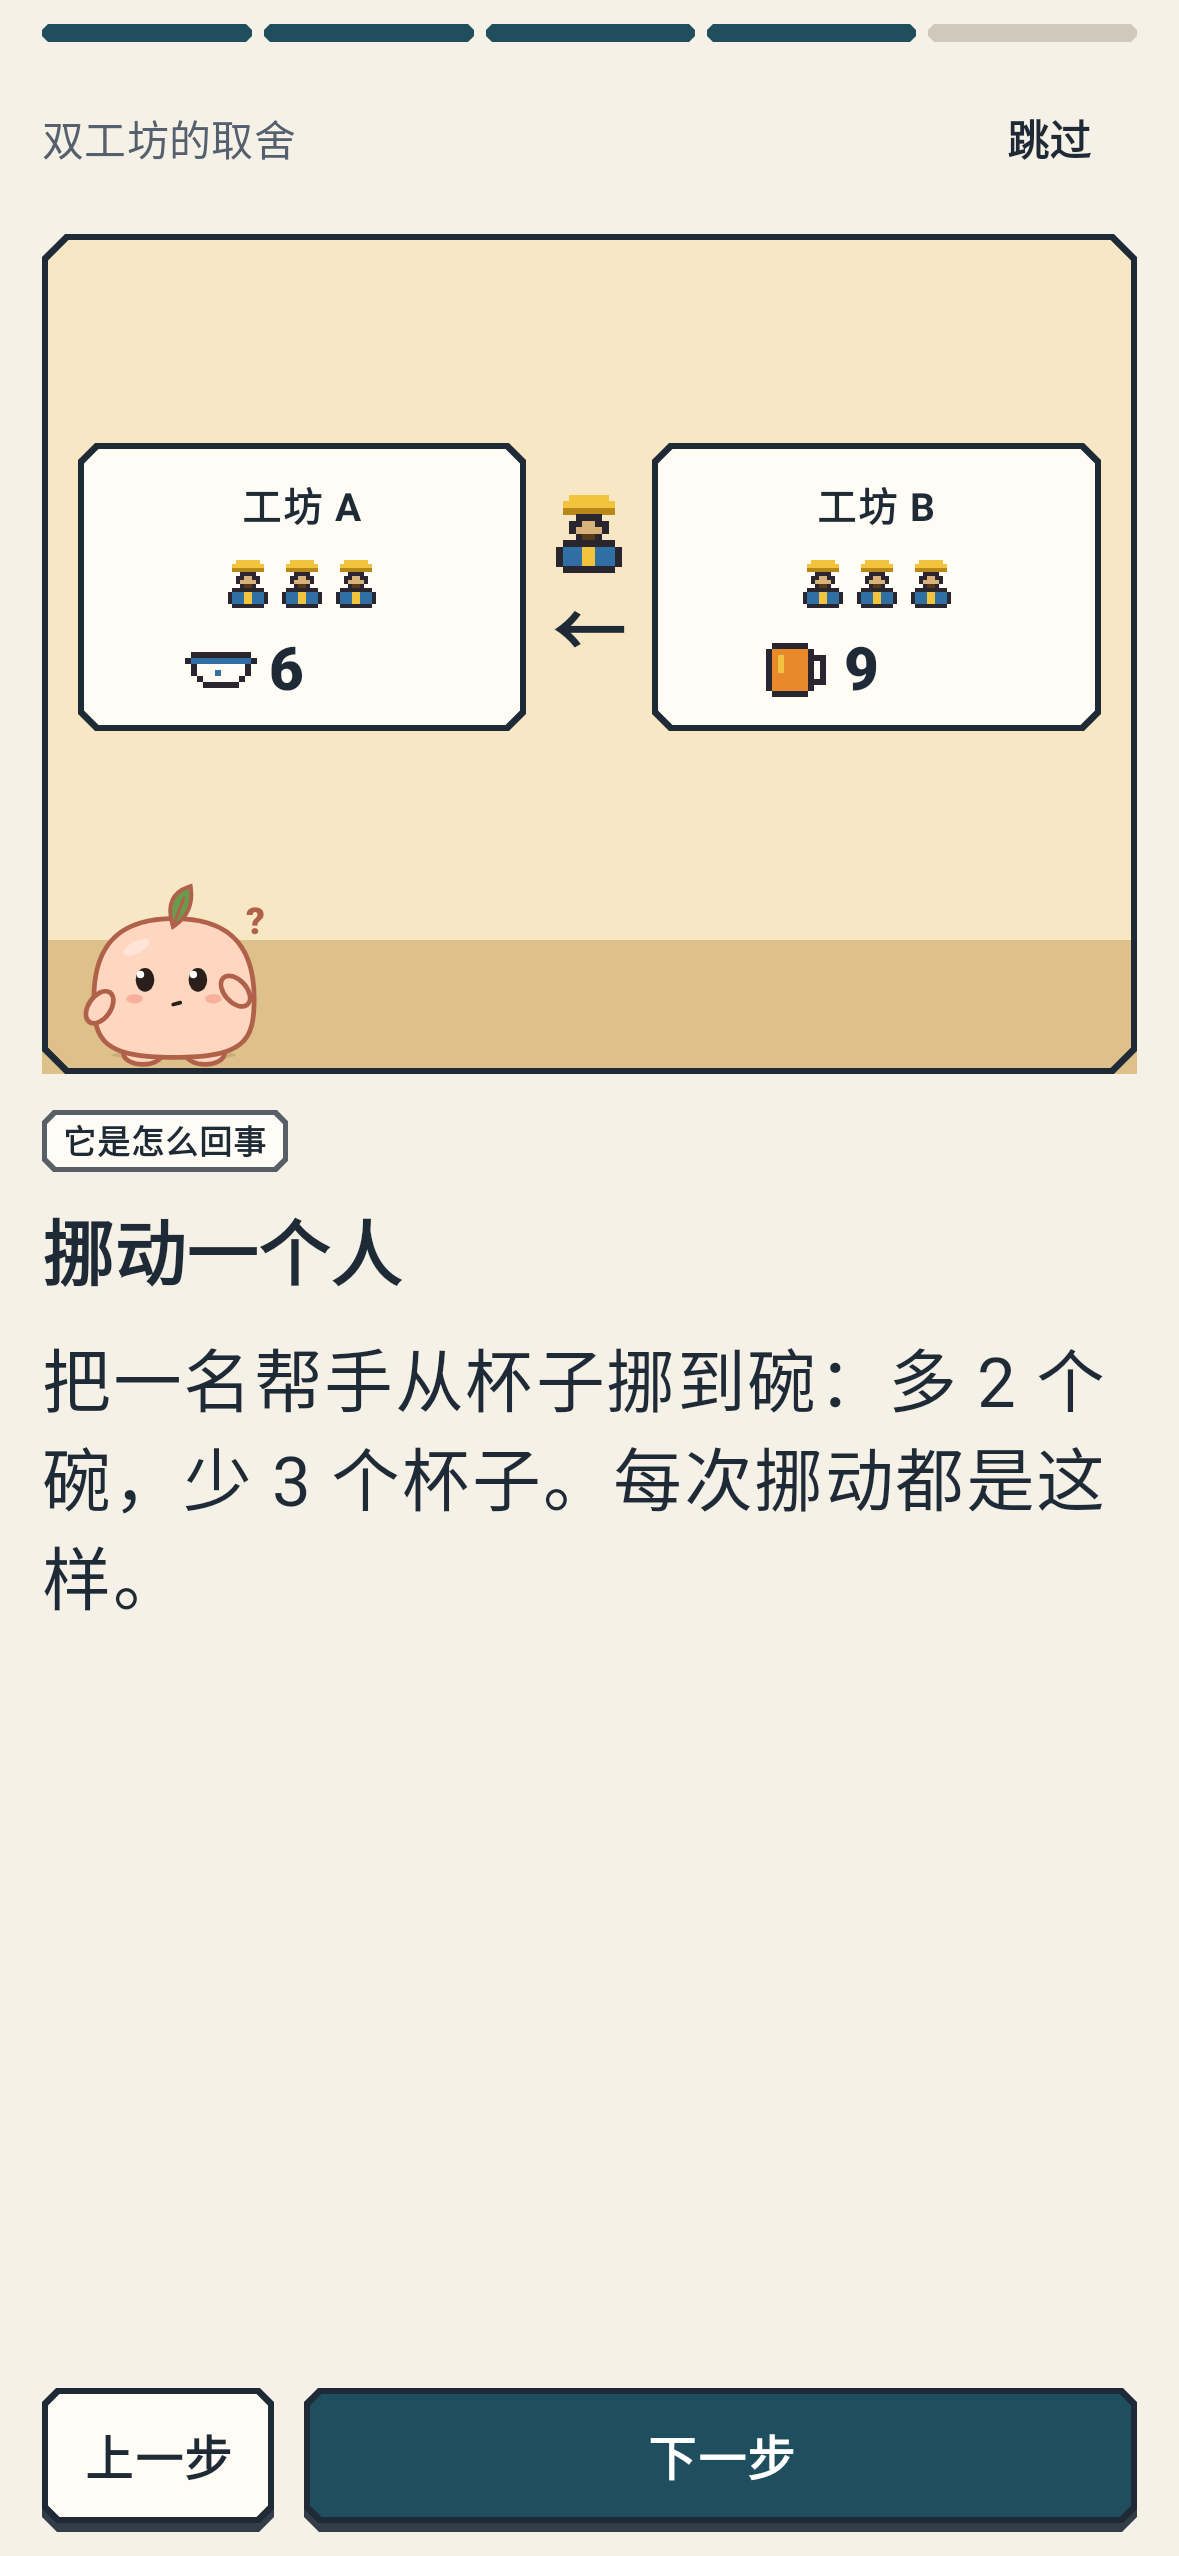 双工坊的取舍
跳过
工坊 A
6
工坊 B
9
?
它是怎么回事
挪动一个人
把一名帮手从杯子挪到碗：多 2 个
碗，少 3 个杯子。每次挪动都是这
样。
上一步
下一步